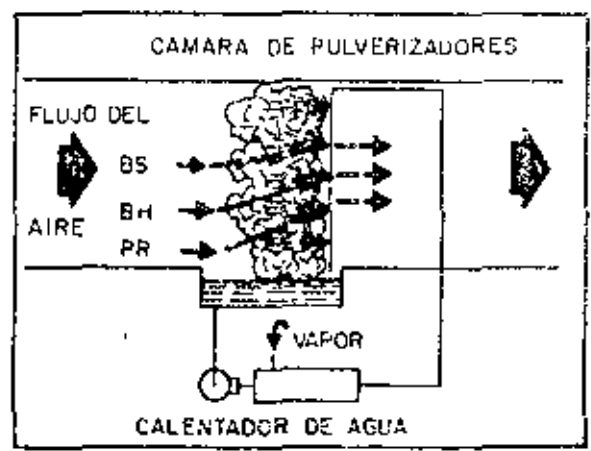 CAMARA DE PULVERIZADORES
FLUJO DEL
BS
BH
AIRE
PR
VAPOR
CALENTADOR DE AGUA